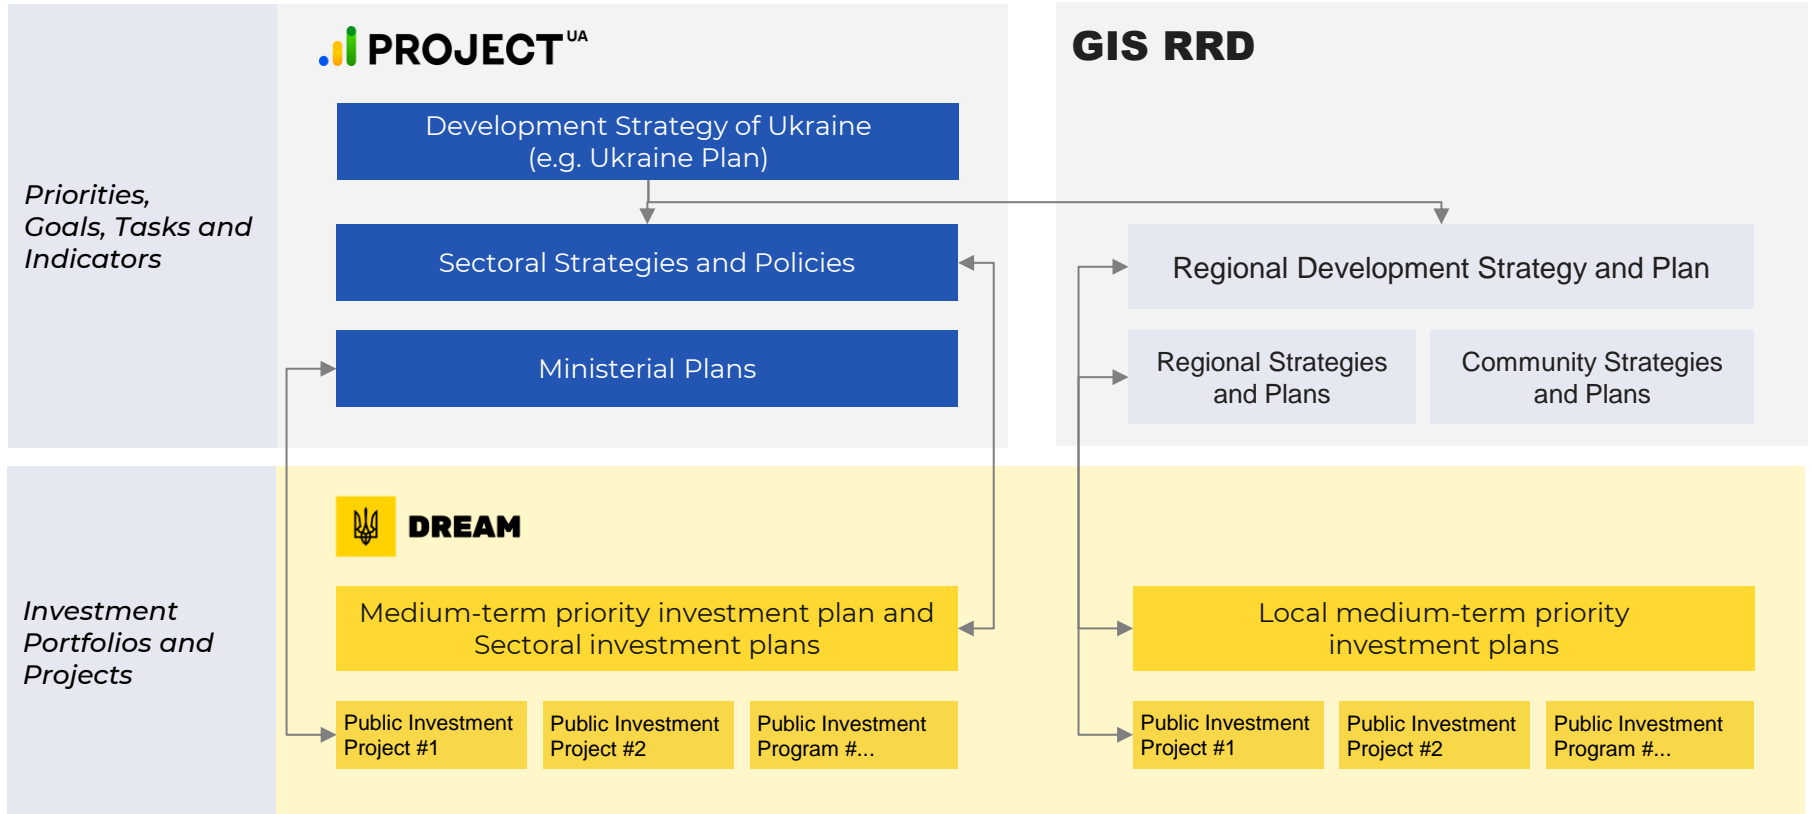 PROJECT UA
GIS RRD
Development Strategy of Ukraine
(e.g. Ukraine Plan)
Priorities,
Goals, Tasks and
Indicators
Sectoral Strategies and Policies
Regional Development Strategy and Plan
Ministerial Plans
Regional Strategies
and Plans
Community Strategies
and Plans
DREAM
Investment
Portfolios and
Projects
Medium-term priority investment plan and
Sectoral investment plans
Local medium-term priority
investment plans
Public Investment
Project #1
Public Investment
Project #2
Public Investment
Program #...
Public Investment
Project #1
Public Investment
Project #2
Public Investment
Program #...